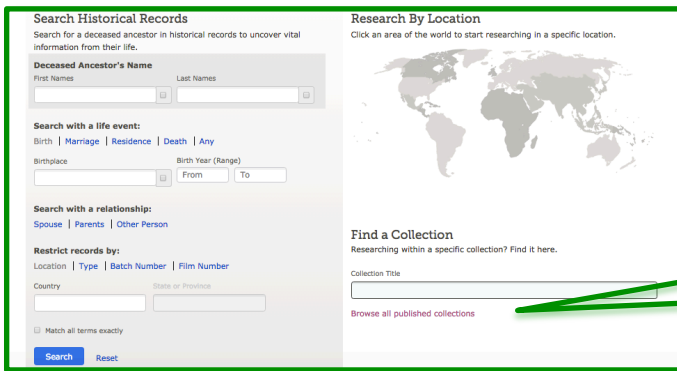 Search Historical Records
Search for a deceased ancestor in historical records to uncover vital
information from their life.
Deceased Ancestor's Name
First Names
Last Names
Search with a life event:
Birth | Marriage | Residence | Death | Any
Birthplace
Birth Year (Range)
From
To
Search with a relationship:
Spouse | Parents | Other Person
Restrict records by:
Location | Type | Batch Number | Film Number
Country
State or Province
Match all terms exactly
Search
Reset
Research By Location
Click an area of the world to start researching in a specific location.
Find a Collection
Researching within a specific collection? Find it here.
Collection Title
Browse all published collections